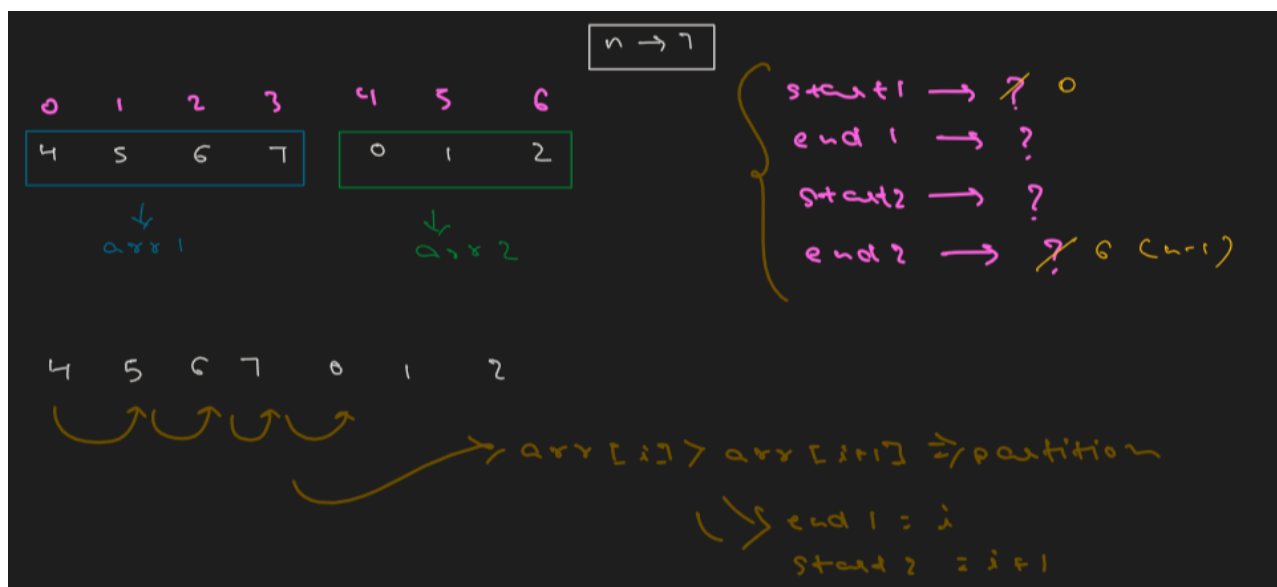 n → 7
0 1 2 3 4 5 6
4 5 6 7 0 1 2
arr1 arr2
start1 → ? 0
end1 → ?
start2 → ?
end2 → ? 6 (n-1)
4 5 6 7 0 1 2
arr[i] > arr[i+1] ⇒ partition
end1 = i
start2 = i+1